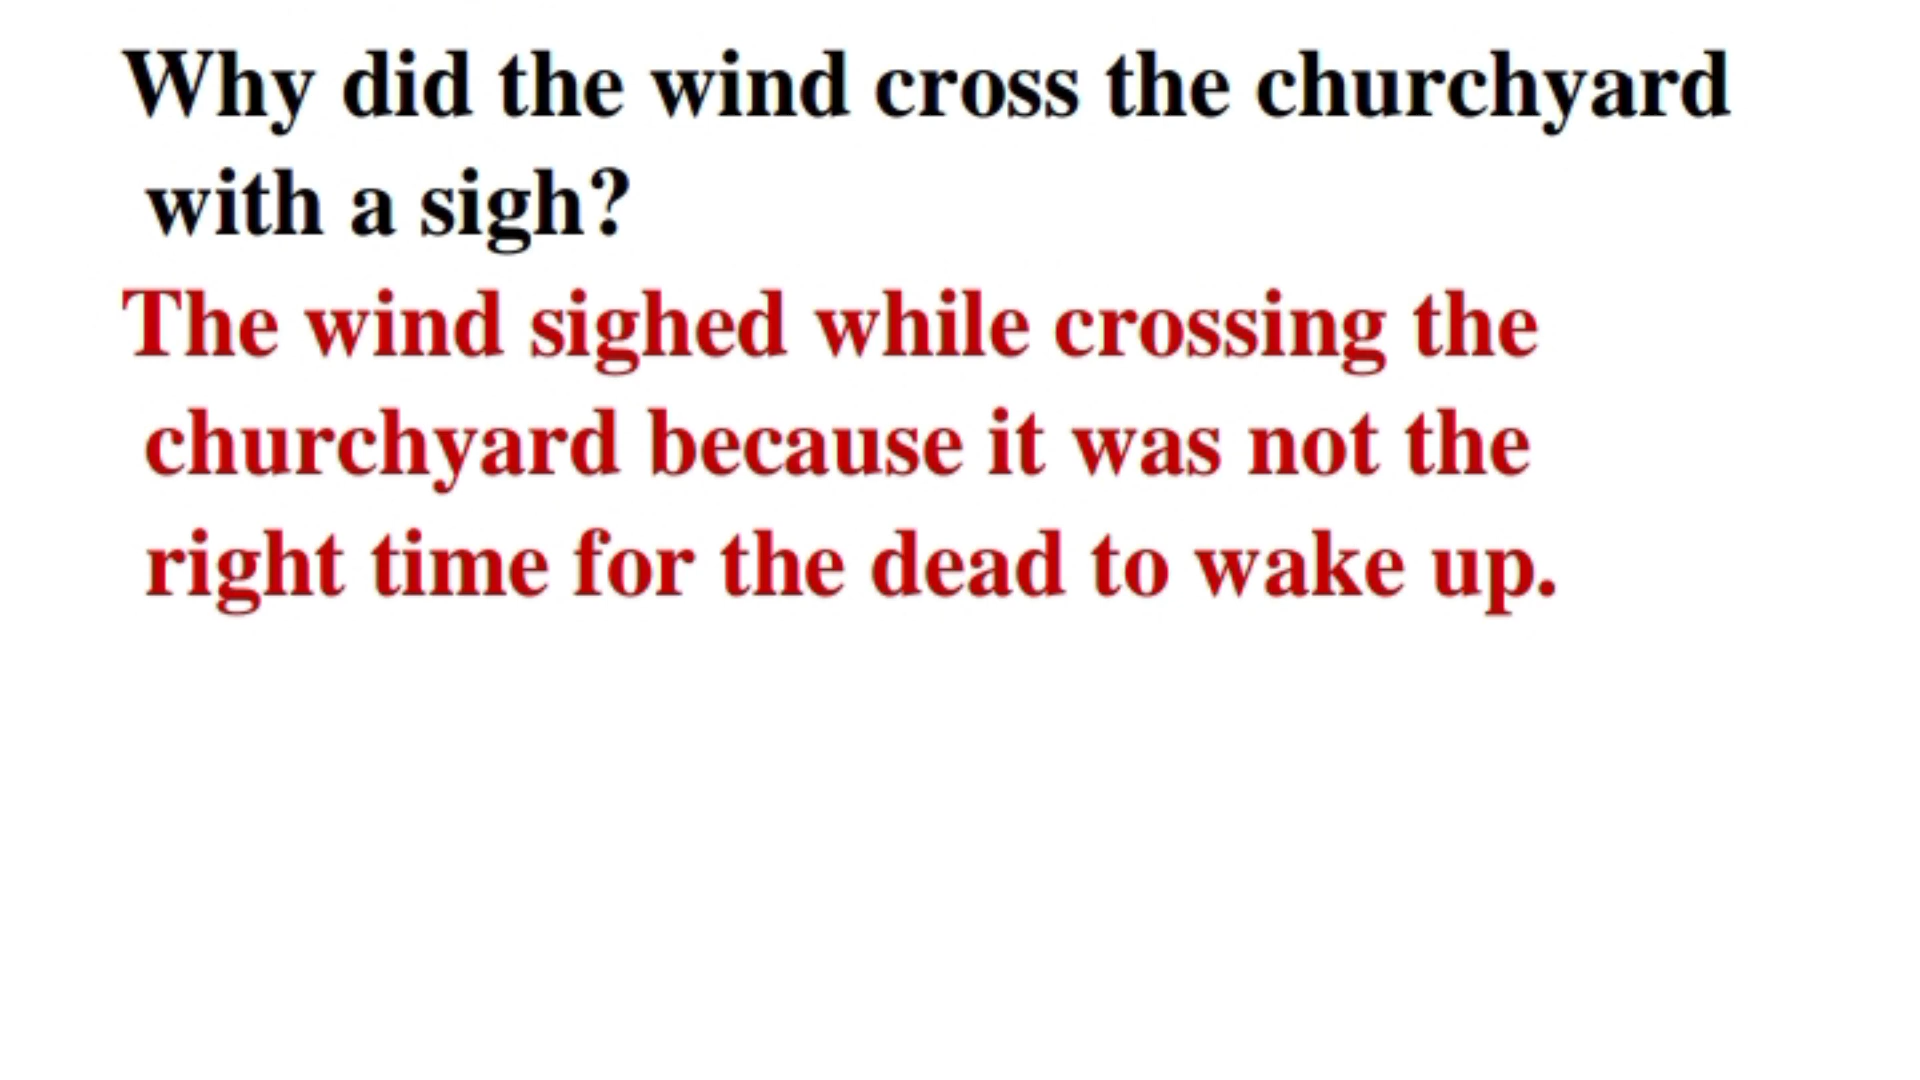 Why did the wind cross the churchyard
with a sigh?
The wind sighed while crossing the
churchyard because it was not the
right time for the dead to wake up.